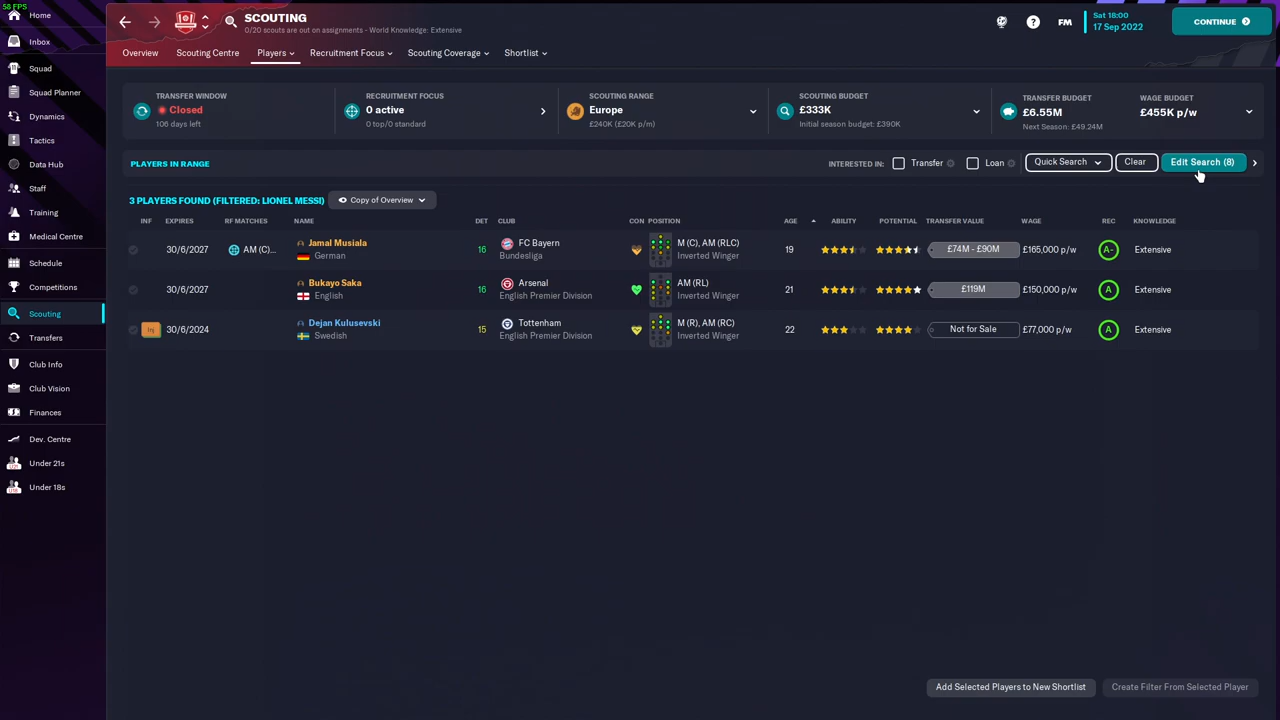 58 FPS
Home
Inbox
Squad
Squad Planner
Dynamics
Tactics
Data Hub
Staff
Training
Medical Centre
Schedule
Competitions
Scouting
Transfers
Club Info
Club Vision
Finances
Dev. Centre
Under 21s
Under 18s
SCOUTING
0/20 scouts are out on assignments - World Knowledge: Extensive
FM
Sat 18:00
17 Sep 2022
CONTINUE
Overview Scouting Centre Players Recruitment Focus Scouting Coverage Shortlist
TRANSFER WINDOW
Closed
106 days left
RECRUITMENT FOCUS
0 active
0 top/0 standard
SCOUTING RANGE
Europe
£240K (£20K p/m)
SCOUTING BUDGET
£333K
Initial season budget: £390K
TRANSFER BUDGET
£6.55M
Next Season: £49.24M
WAGE BUDGET
£455K p/w
PLAYERS IN RANGE
INTERESTED IN: Transfer Loan Quick Search Clear Edit Search (8)
3 PLAYERS FOUND (FILTERED: LIONEL MESSI) Copy of Overview
INF EXPIRES RF MATCHES NAME DET CLUB CON POSITION AGE ABILITY POTENTIAL TRANSFER VALUE WAGE REC KNOWLEDGE
30/6/2027 AM (C)... Jamal Musiala 16 FC Bayern M (C), AM (RLC) 19 £74M - £90M £165,000 p/w A- Extensive
German Bundesliga Inverted Winger
30/6/2027 Bukayo Saka 16 Arsenal AM (RL) 21 £119M £150,000 p/w A Extensive
English English Premier Division Inverted Winger
Inj 30/6/2024 Dejan Kulusevski 15 Tottenham M (R), AM (RC) 22 Not for Sale £77,000 p/w A Extensive
Swedish English Premier Division Inverted Winger
Add Selected Players to New Shortlist Create Filter From Selected Player